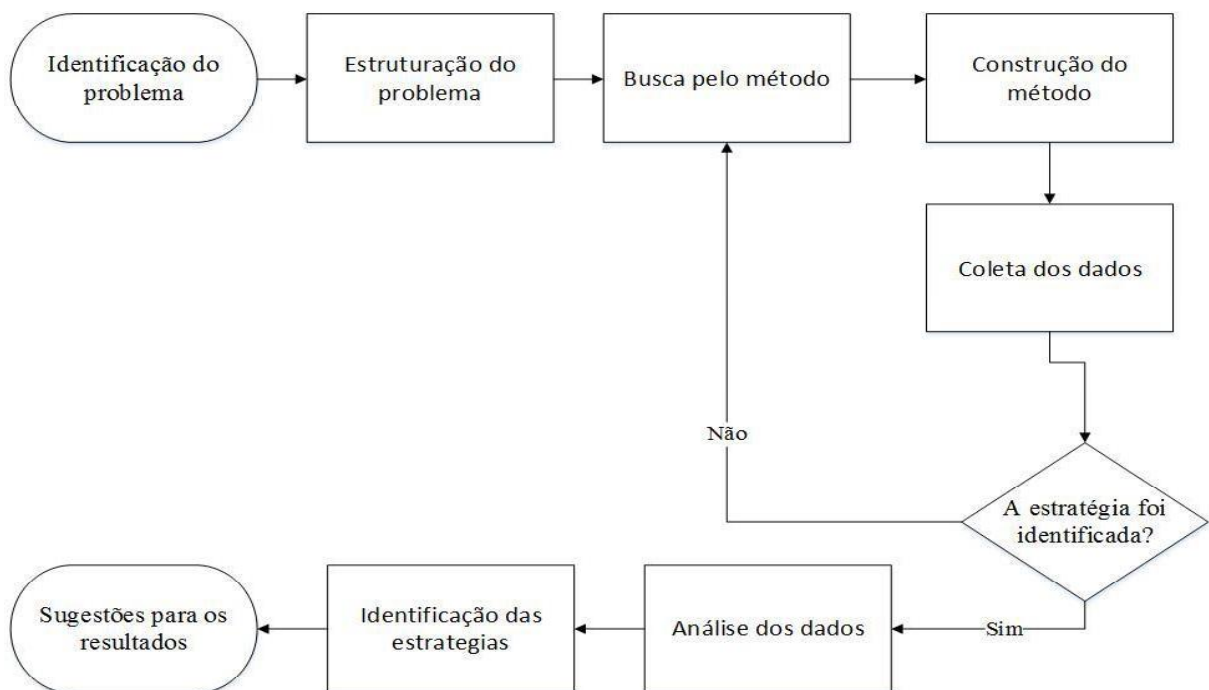 Identificação do
problema
Estruturação do
problema
Busca pelo método
Construção do
método
Coleta dos dados
A estratégia foi
identificada?
Não
Sim
Análise dos dados
Identificação das
estrategias
Sugestões para os
resultados